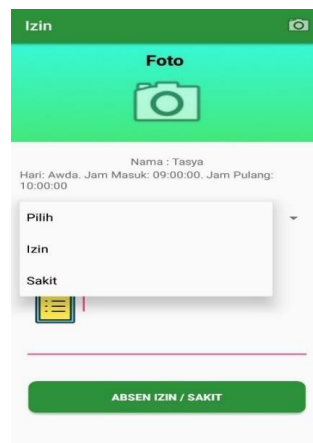 Izin
Foto
Nama : Tasya
Hari: Awda. Jam Masuk: 09:00:00. Jam Pulang:
10:00:00
Pilih
Izin
Sakit
ABSEN IZIN / SAKIT